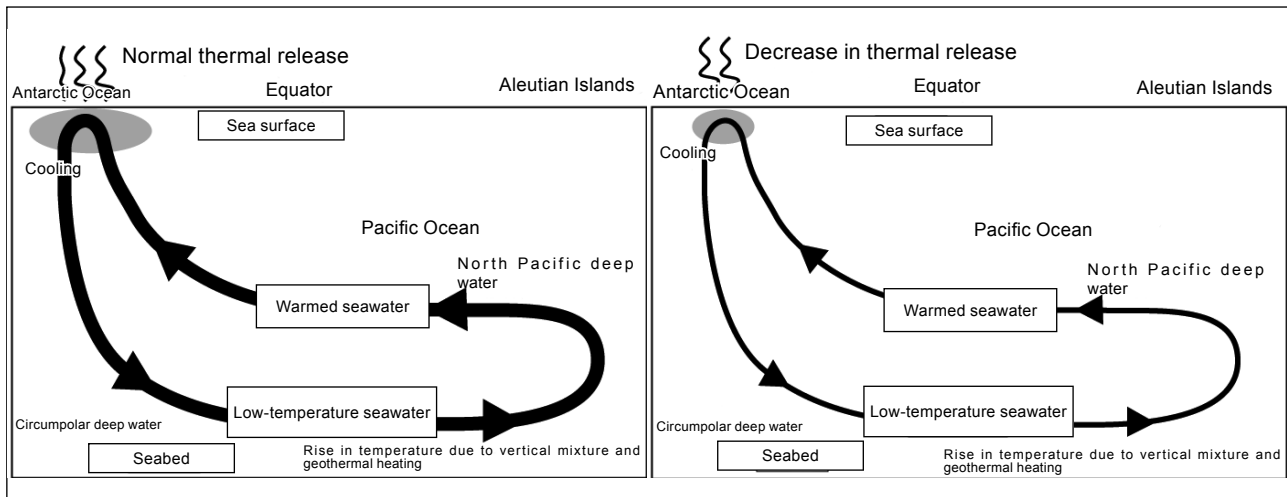 Normal thermal release
Antarctic Ocean
Equator
Aleutian Islands
Sea surface
Cooling
Pacific Ocean
North Pacific deep
water
Warmed seawater
Low-temperature seawater
Circumpolar deep water
Seabed
Rise in temperature due to vertical mixture and
geothermal heating
Decrease in thermal release
Antarctic Ocean
Equator
Aleutian Islands
Sea surface
Cooling
Pacific Ocean
North Pacific deep
water
Warmed seawater
Low-temperature seawater
Circumpolar deep water
Seabed
Rise in temperature due to vertical mixture and
geothermal heating